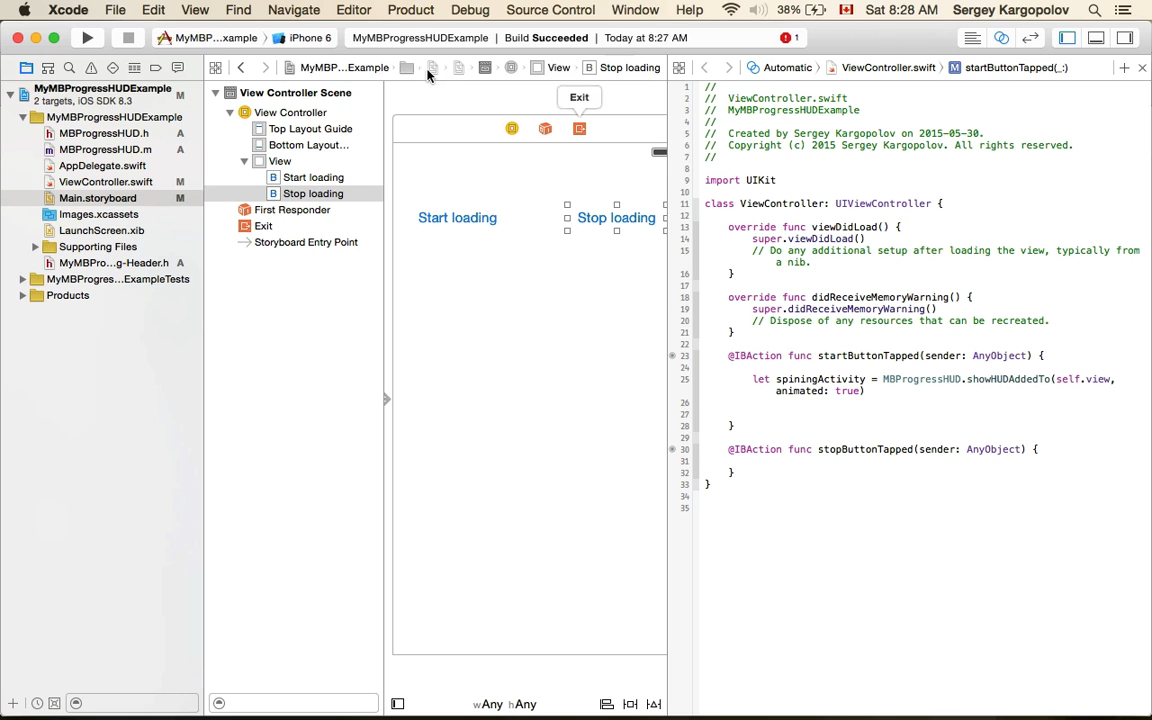 Xcode File Edit View Find Navigate Editor Product Debug Source Control Window Help 38% Sat 8:28 AM Sergey Kargopolov
MyMBP...xample iPhone 6 MyMBProgressHUDExample | Build Succeeded | Today at 8:27 AM 1
MyMBP...Example View B Stop loading Automatic ViewController.swift M startButtonTapped(_:)
MyMBProgressHUDExample M
2 targets, iOS SDK 8.3
MyMBProgressHUDExample
MBProgressHUD.h A
MBProgressHUD.m A
AppDelegate.swift
ViewController.swift M
Main.storyboard M
Images.xcassets
LaunchScreen.xib
Supporting Files
MyMBPro...g-Header.h A
MyMBProgres...ExampleTests
Products
View Controller Scene
View Controller
Top Layout Guide
Bottom Layout...
View
B Start loading
B Stop loading
First Responder
Exit
Storyboard Entry Point
Exit
Start loading Stop loading
wAny hAny
1 //
2 // ViewController.swift
3 // MyMBProgressHUDExample
4 //
5 // Created by Sergey Kargopolov on 2015-05-30.
6 // Copyright (c) 2015 Sergey Kargopolov. All rights reserved.
7 //
8
9 import UIKit
10
11 class ViewController: UIViewController {
12
13 override func viewDidLoad() {
14 super.viewDidLoad()
15 // Do any additional setup after loading the view, typically from
a nib.
16 }
17
18 override func didReceiveMemoryWarning() {
19 super.didReceiveMemoryWarning()
20 // Dispose of any resources that can be recreated.
21 }
22
23 @IBAction func startButtonTapped(sender: AnyObject) {
24
25 let spiningActivity = MBProgressHUD.showHUDAddedTo(self.view,
animated: true)
26
27
28 }
29
30 @IBAction func stopButtonTapped(sender: AnyObject) {
31
32 }
33 }
34
35